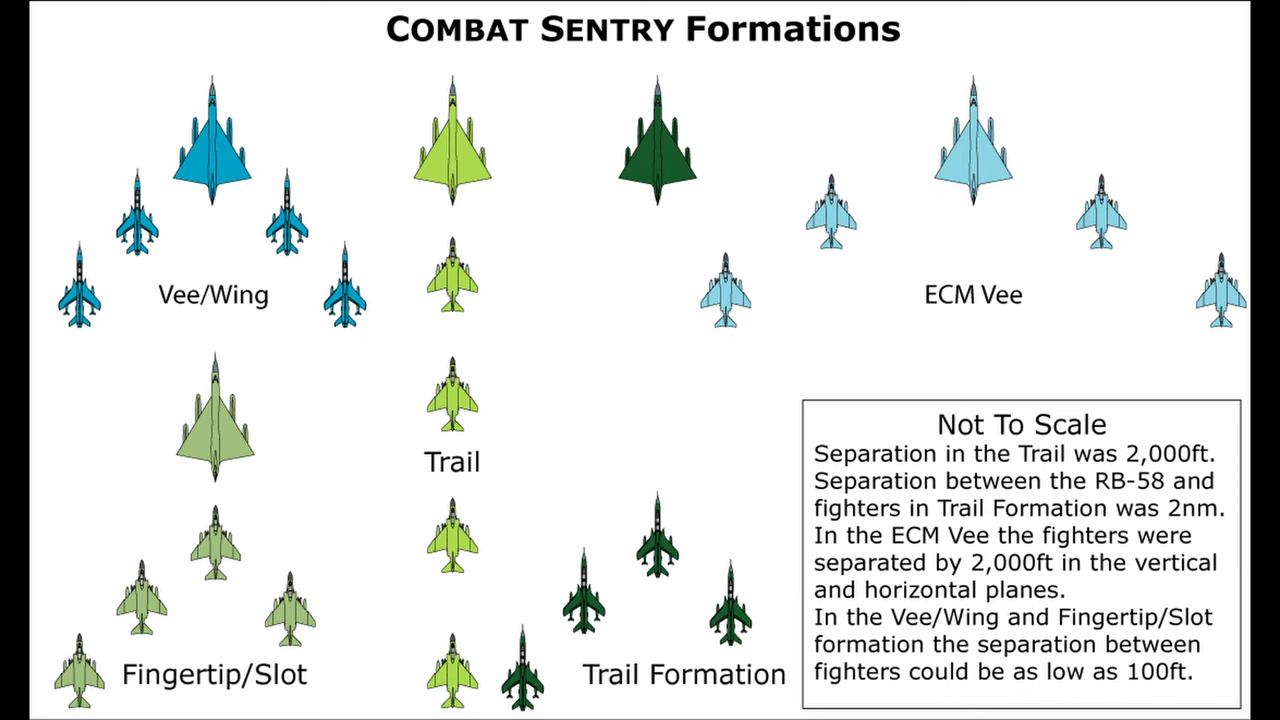 COMBAT SENTRY Formations
Vee/Wing
ECM Vee
Trail
Fingertip/Slot
Trail Formation
Not To Scale
Separation in the Trail was 2,000ft.
Separation between the RB-58 and
fighters in Trail Formation was 2nm.
In the ECM Vee the fighters were
separated by 2,000ft in the vertical
and horizontal planes.
In the Vee/Wing and Fingertip/Slot
formation the separation between
fighters could be as low as 100ft.